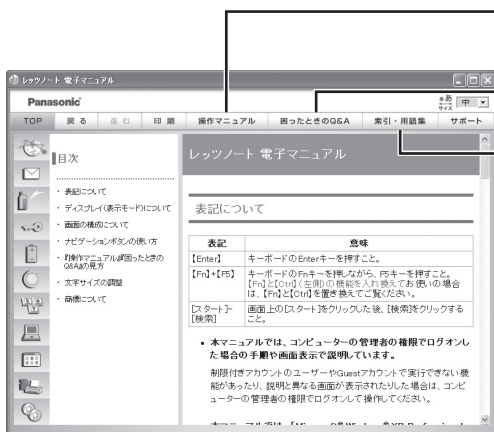 レッツノート 電子マニュアル
Panasonic
ああ サイズ 中
TOP 戻る 進む 印刷 操作マニュアル 困ったときのQ&A 索引・用語集 サポート
目次
・ 表記について
・ ディスプレイ(表示モード)について
・ 画面の構成について
・ ナビゲーションボタンの使い方
・ 『操作マニュアル』『困ったときの
Q&A』の見方
・ 文字サイズの調整
・ 商標について
レッツノート 電子マニュアル
表記について
表記 意味
【Enter】 キーボードのEnterキーを押すこと。
【Fn】+【F5】 キーボードのFnキーを押しながら、F5キーを押すこと。
【Fn】と【Ctrl】(左側)の機能を入れ換えてお使いの場合
は、【Fn】と【Ctrl】を置き換えてご覧ください。
[スタート]-
[検索]
画面上の[スタート]をクリックした後、[検索]をクリックする
こと。
• 本マニュアルでは、コンピューターの管理者の権限でログオンし
た場合の手順や画面表示で説明しています。
制限付きアカウントのユーザーやGuestアカウントで実行できない機
能があったり、説明と異なる画面が表示されたりした場合は、コンピ
ューターの管理者の権限でログオンして操作してください。